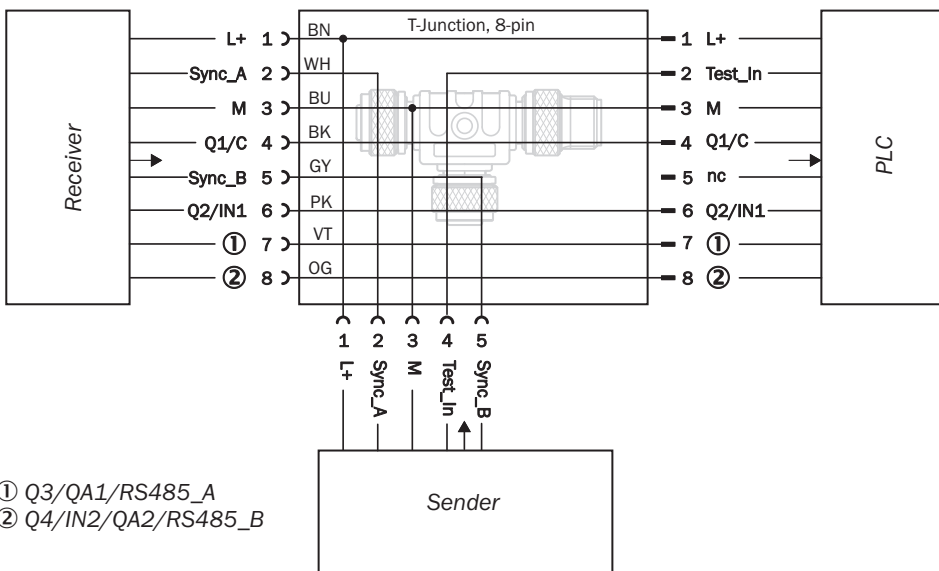 T-Junction, 8-pin
L+ 1 BN 1 L+
Sync_A 2 WH 2 Test_In
M 3 BU 3 M
Q1/C 4 BK 4 Q1/C
Sync_B 5 GY 5 nc
Q2/IN1 6 PK 6 Q2/IN1
① 7 VT 7 ①
② 8 OG 8 ②
Receiver
PLC
1 2 3 4 5
L+ Sync_A M Test_In Sync_B
Sender
① Q3/QA1/RS485_A
② Q4/IN2/QA2/RS485_B